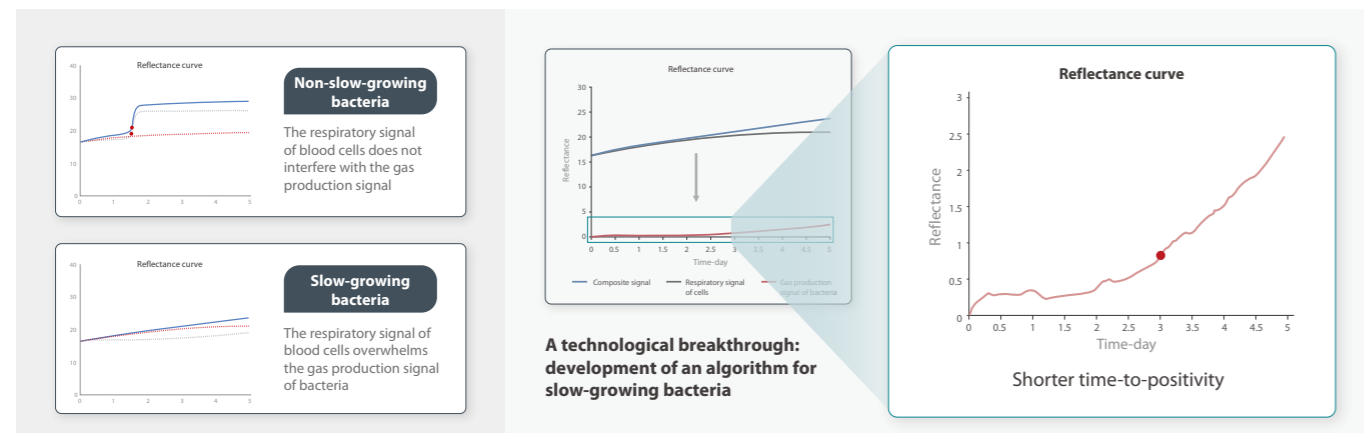 Reflectance curve
40
30
20
10
0
0 1 2 3 4 5
Non-slow-growing
bacteria
The respiratory signal
of blood cells does not
interfere with the gas
production signal
Reflectance curve
40
30
20
10
0
0 1 2 3 4 5
Slow-growing
bacteria
The respiratory signal of
blood cells overwhelms
the gas production signal
of bacteria
Reflectance curve
30
25
20
15
10
5
0
Reflectance
0 0.5 1 1.5 2 2.5 3 3.5 4 4.5 5
Time-day
Composite signal
Respiratory signal
of cells
Gas production
signal of bacteria
A technological breakthrough:
development of an algorithm for
slow-growing bacteria
Reflectance curve
3
2.5
2
1.5
1
0.5
0
Reflectance
0 0.5 1 1.5 2 2.5 3 3.5 4 4.5 5
Time-day
Shorter time-to-positivity